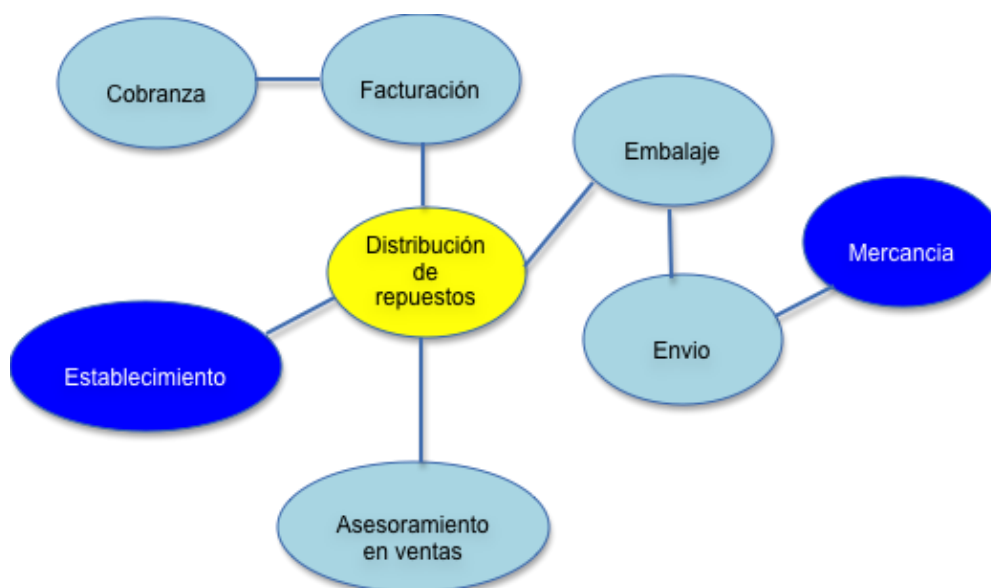 Cobranza
Facturación
Embalaje
Distribución
de
repuestos
Mercancia
Establecimiento
Envio
Asesoramiento
en ventas